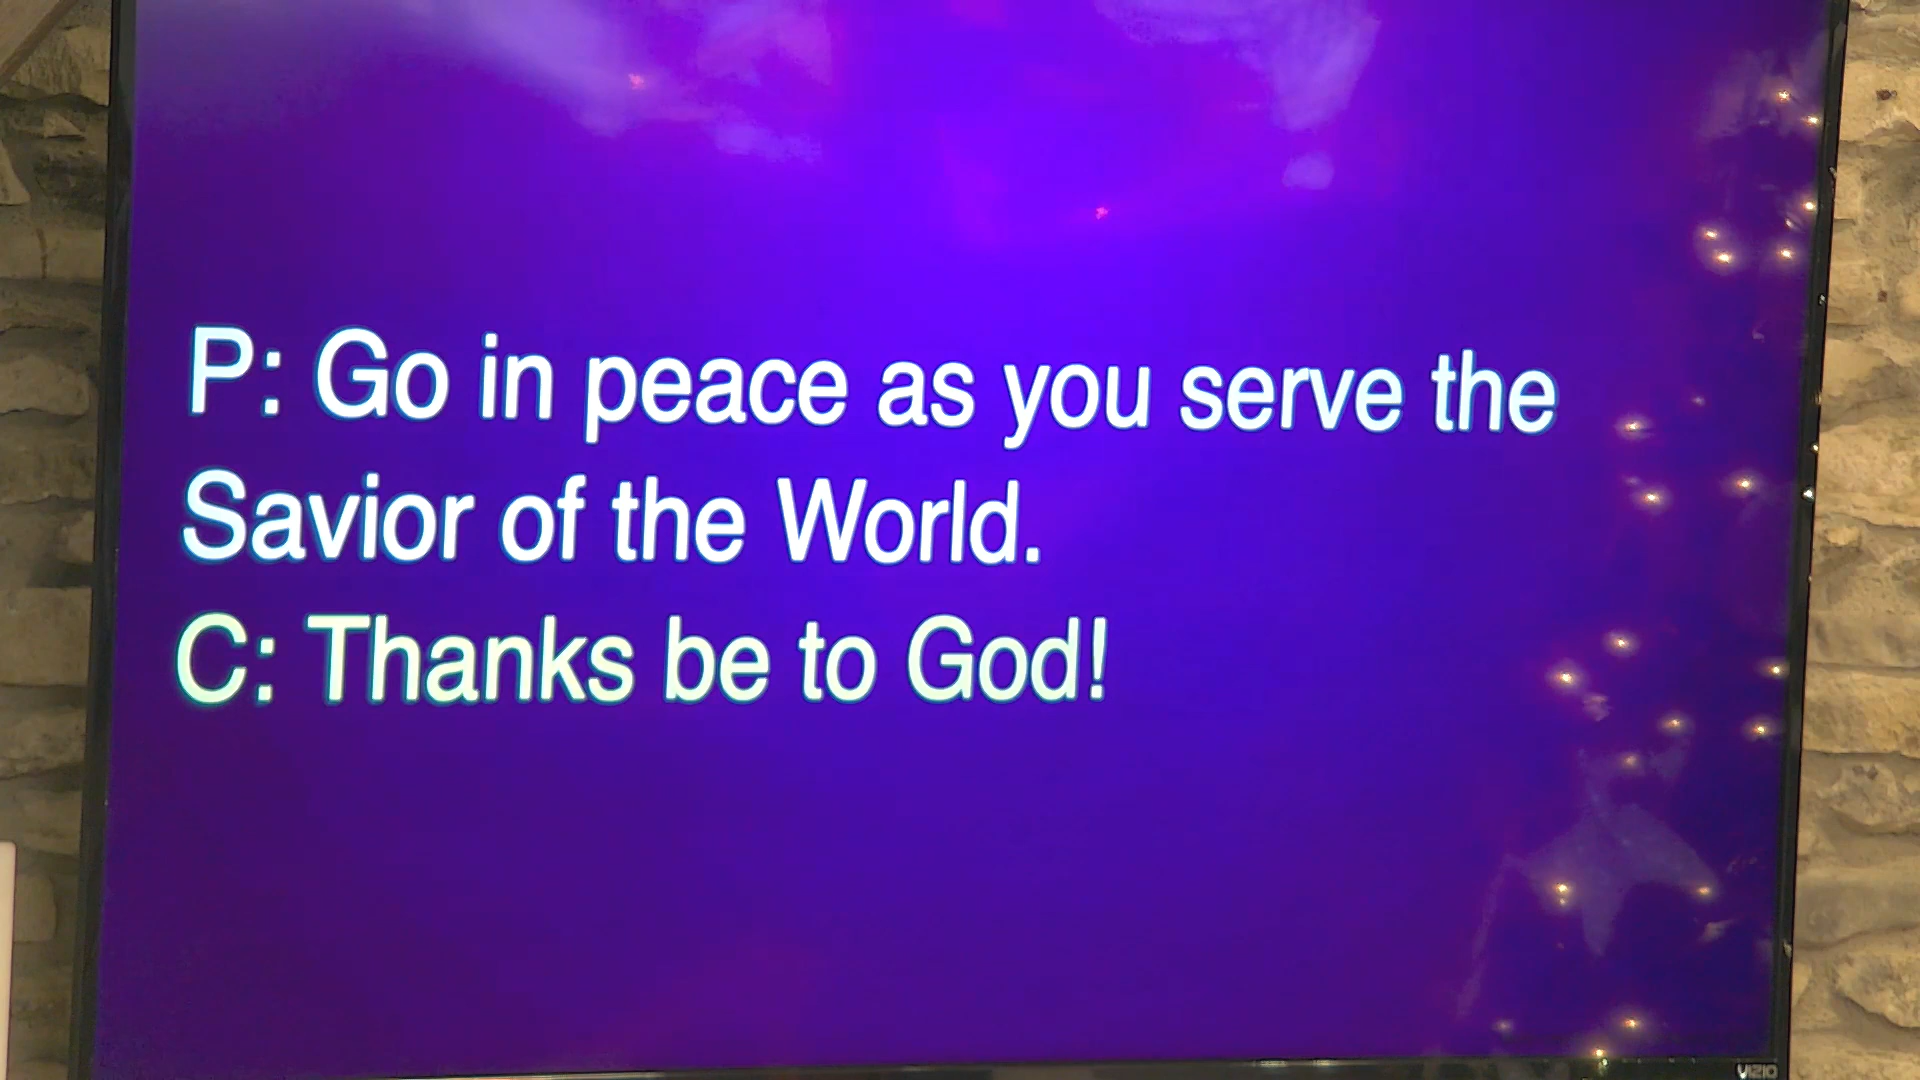 P: Go in peace as you serve the
Savior of the World.
C: Thanks be to God!
VIZIO